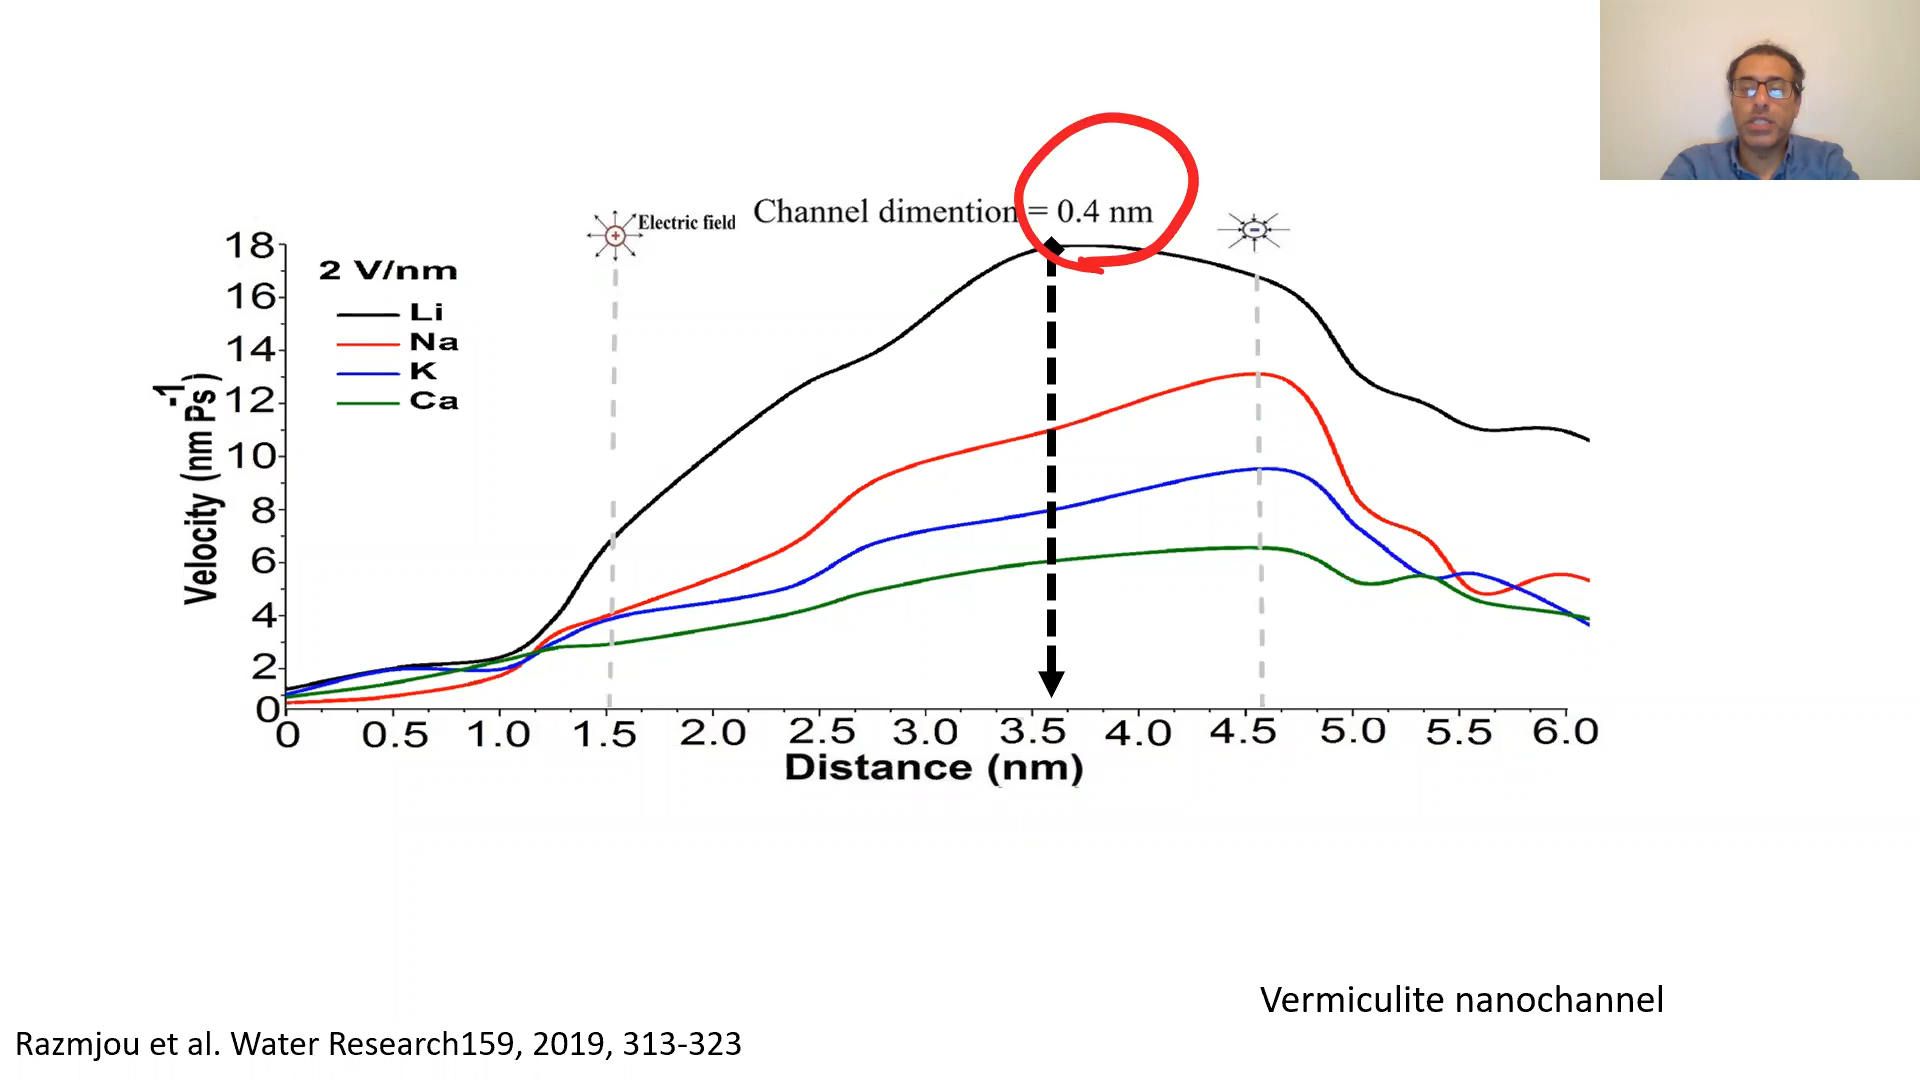 Channel dimention = 0.4 nm
Electric field
2 V/nm
Li
Na
K
Ca
Velocity (nm Ps⁻¹)
18
16
14
12
10
8
6
4
2
0
0 0.5 1.0 1.5 2.0 2.5 3.0 3.5 4.0 4.5 5.0 5.5 6.0
Distance (nm)
Vermiculite nanochannel
Razmjou et al. Water Research159, 2019, 313-323